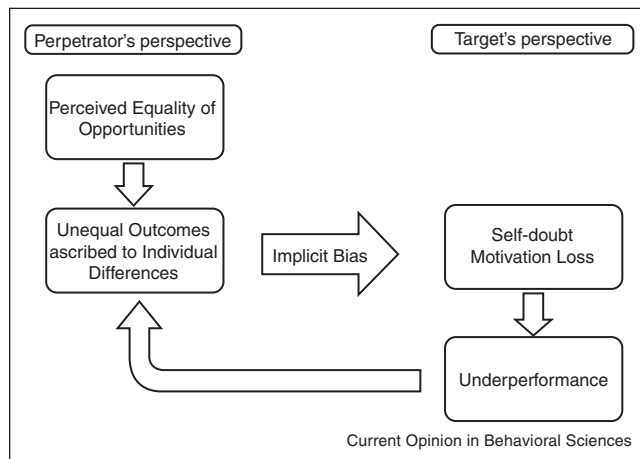 Perpetrator's perspective
Target's perspective
Perceived Equality of
Opportunities
Unequal Outcomes
ascribed to Individual
Differences
Implicit Bias
Self-doubt
Motivation Loss
Underperformance
Current Opinion in Behavioral Sciences